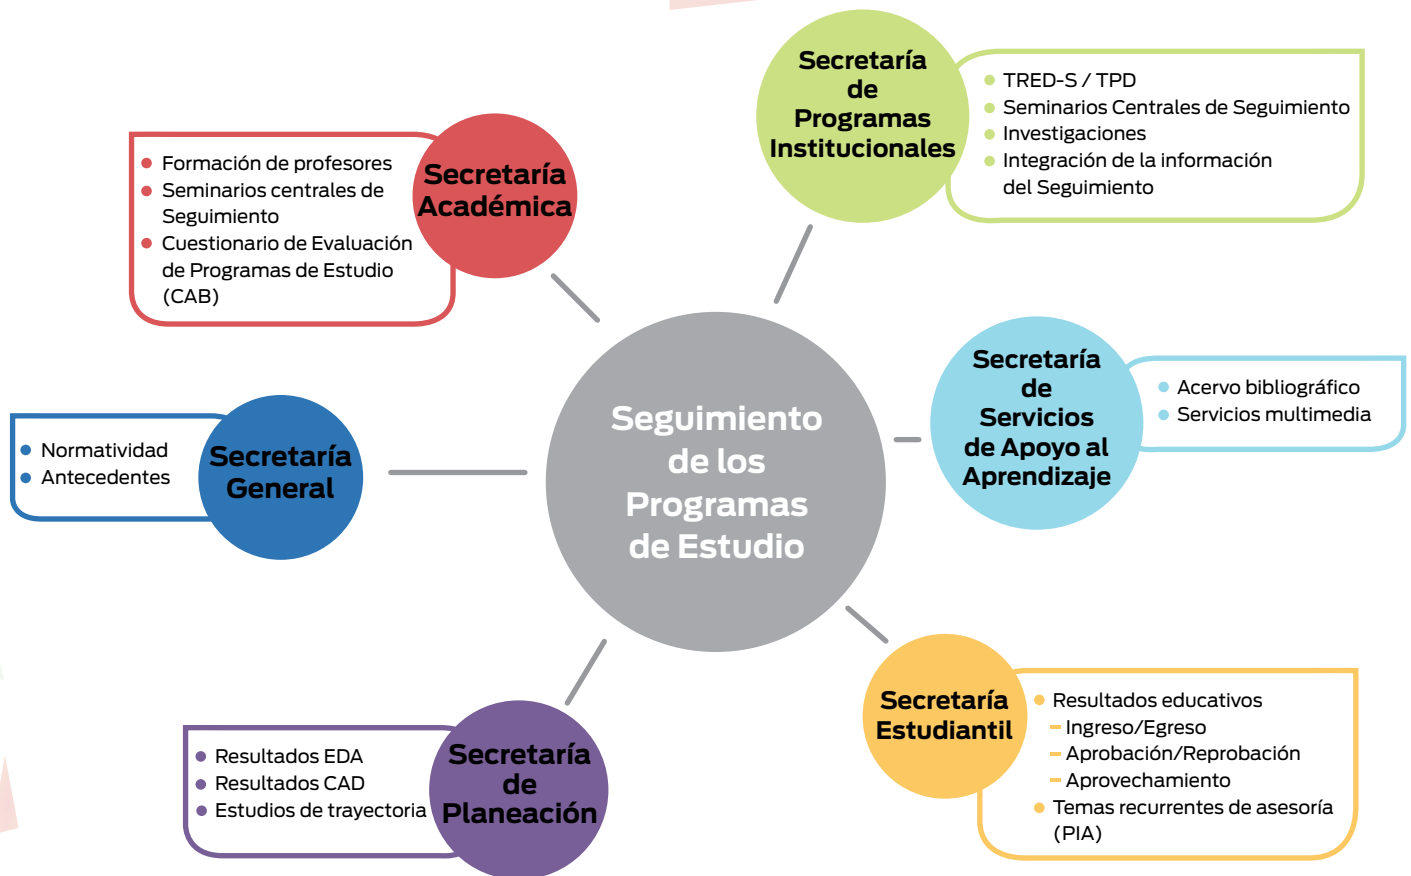 Secretaría
de
Programas
Institucionales
TRED-S / TPD
Seminarios Centrales de Seguimiento
Investigaciones
Integración de la información
del Seguimiento
Secretaría
Académica
Formación de profesores
Seminarios centrales de
Seguimiento
Cuestionario de Evaluación
de Programas de Estudio
(CAB)
Seguimiento
de los
Programas
de Estudio
Secretaría
de
Servicios
de Apoyo al
Aprendizaje
Acervo bibliográfico
Servicios multimedia
Secretaría
General
Normatividad
Antecedentes
Secretaría
Estudiantil
Resultados educativos
– Ingreso/Egreso
– Aprobación/Reprobación
– Aprovechamiento
Temas recurrentes de asesoría
(PIA)
Secretaría
de
Planeación
Resultados EDA
Resultados CAD
Estudios de trayectoria